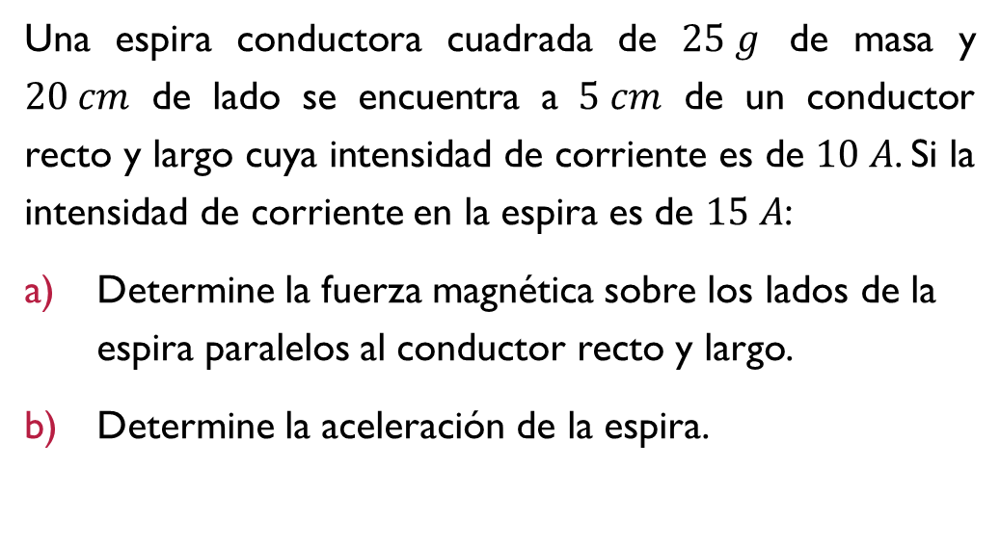 Una espira conductora cuadrada de 25 g de masa y
20 cm de lado se encuentra a 5 cm de un conductor
recto y largo cuya intensidad de corriente es de 10 A. Si la
intensidad de corriente en la espira es de 15 A:
a) Determine la fuerza magnética sobre los lados de la
espira paralelos al conductor recto y largo.
b) Determine la aceleración de la espira.